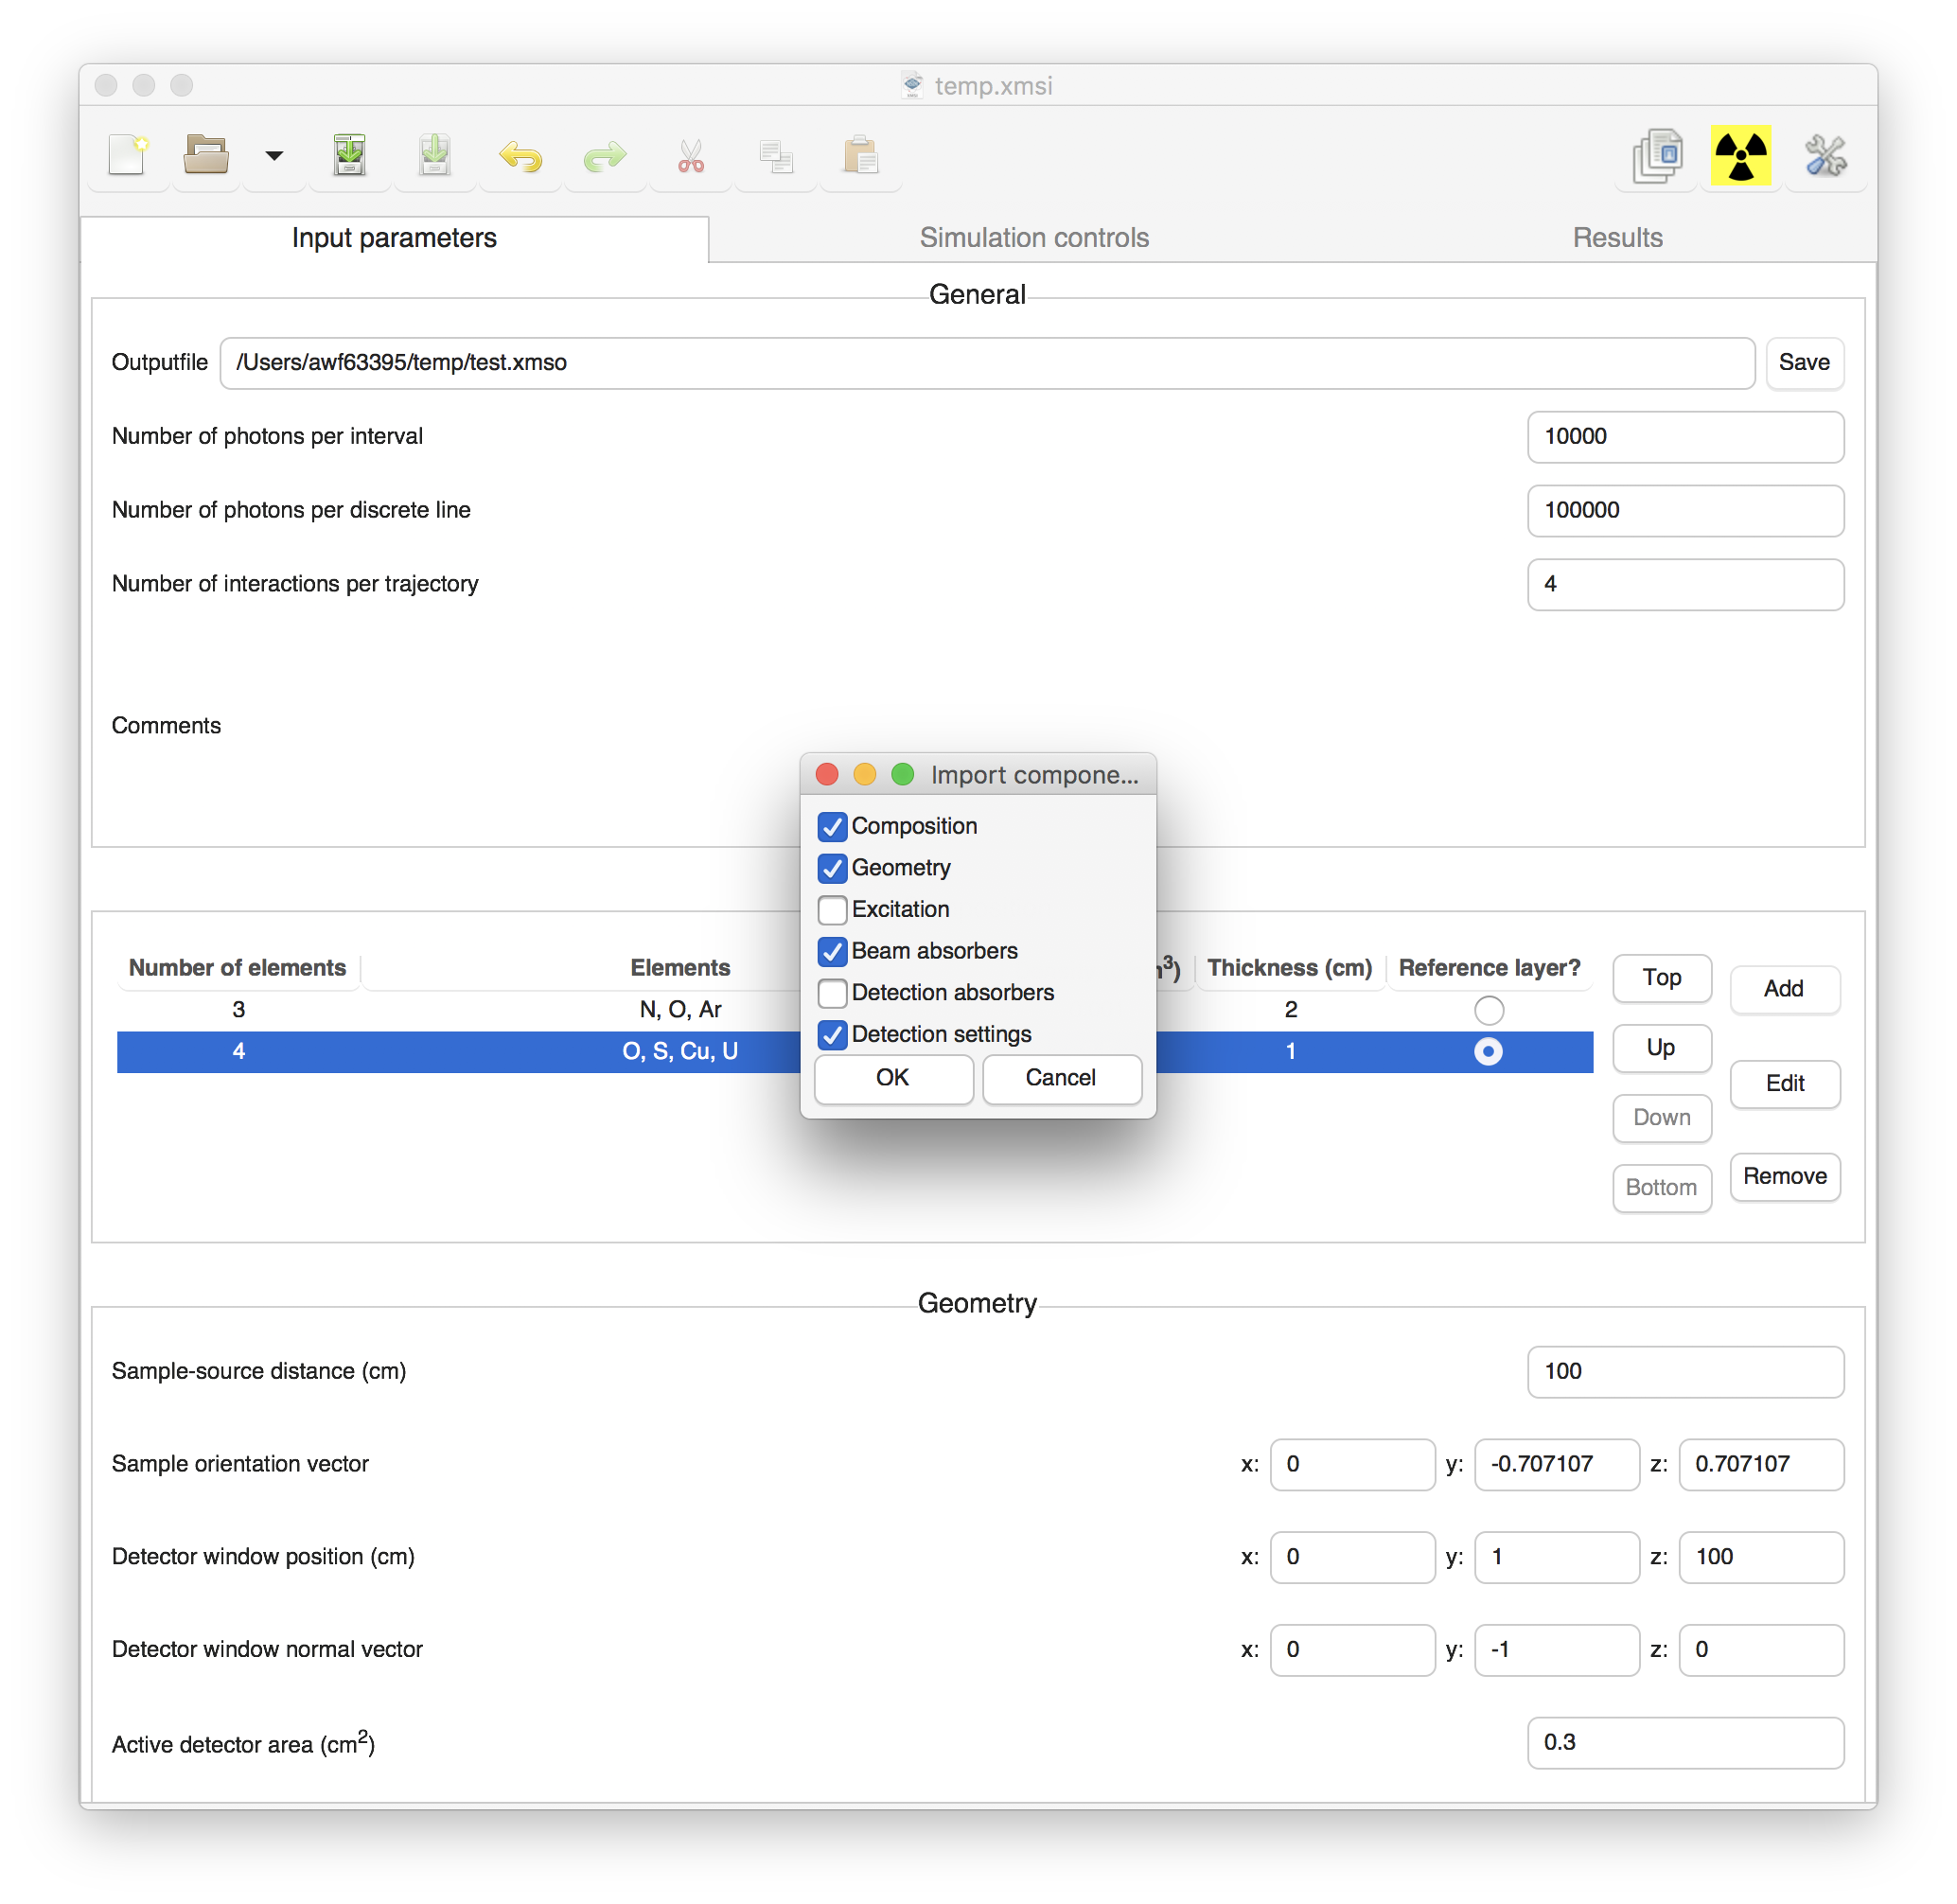 temp.xmsi
Input parameters
Simulation controls
Results
General
Outputfile
/Users/awf63395/temp/test.xmso
Save
Number of photons per interval
10000
Number of photons per discrete line
100000
Number of interactions per trajectory
4
Comments
Import compone...
Composition
Geometry
Excitation
Beam absorbers
Detection absorbers
Detection settings
OK
Cancel
Number of elements
Elements
Thickness (cm)
Reference layer?
3
N, O, Ar
2
4
O, S, Cu, U
1
Top
Up
Down
Bottom
Add
Edit
Remove
Geometry
Sample-source distance (cm)
100
Sample orientation vector
x: 0 y: -0.707107 z: 0.707107
Detector window position (cm)
x: 0 y: 1 z: 100
Detector window normal vector
x: 0 y: -1 z: 0
Active detector area (cm²)
0.3